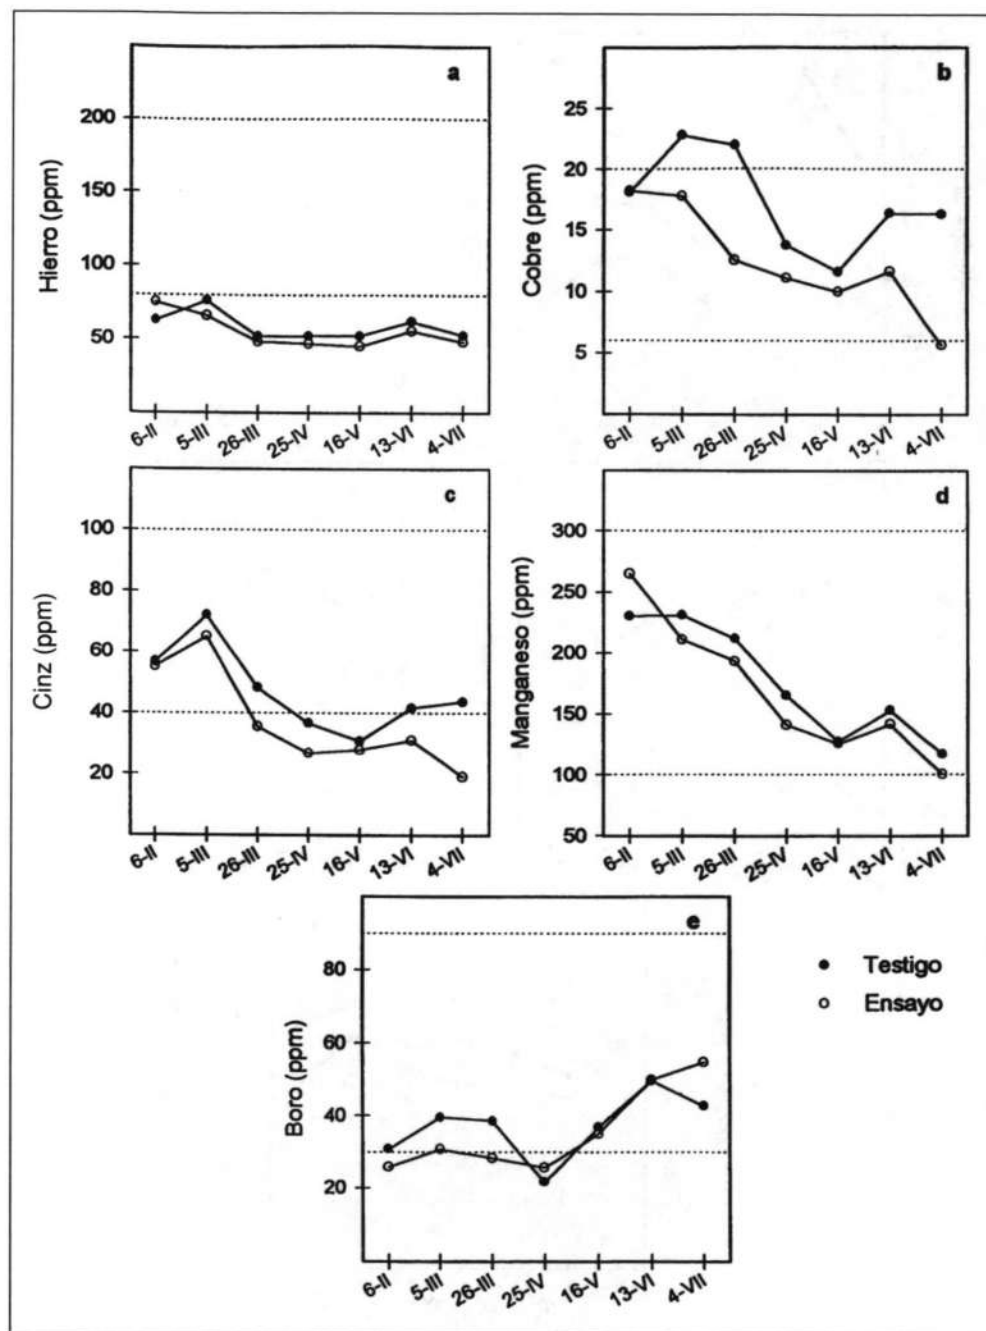 a
200
150
100
50
Hierro (ppm)
6-II 5-III 26-III 25-IV 16-V 13-VI 4-VII
b
25
20
15
10
5
Cobre (ppm)
6-II 5-III 26-III 25-IV 16-V 13-VI 4-VII
c
100
80
60
40
20
Cinz (ppm)
6-II 5-III 26-III 25-IV 16-V 13-VI 4-VII
d
300
250
200
150
100
50
Manganeso (ppm)
6-II 5-III 26-III 25-IV 16-V 13-VI 4-VII
e
80
60
40
20
Boro (ppm)
6-II 5-III 26-III 25-IV 16-V 13-VI 4-VII
Testigo
Ensayo